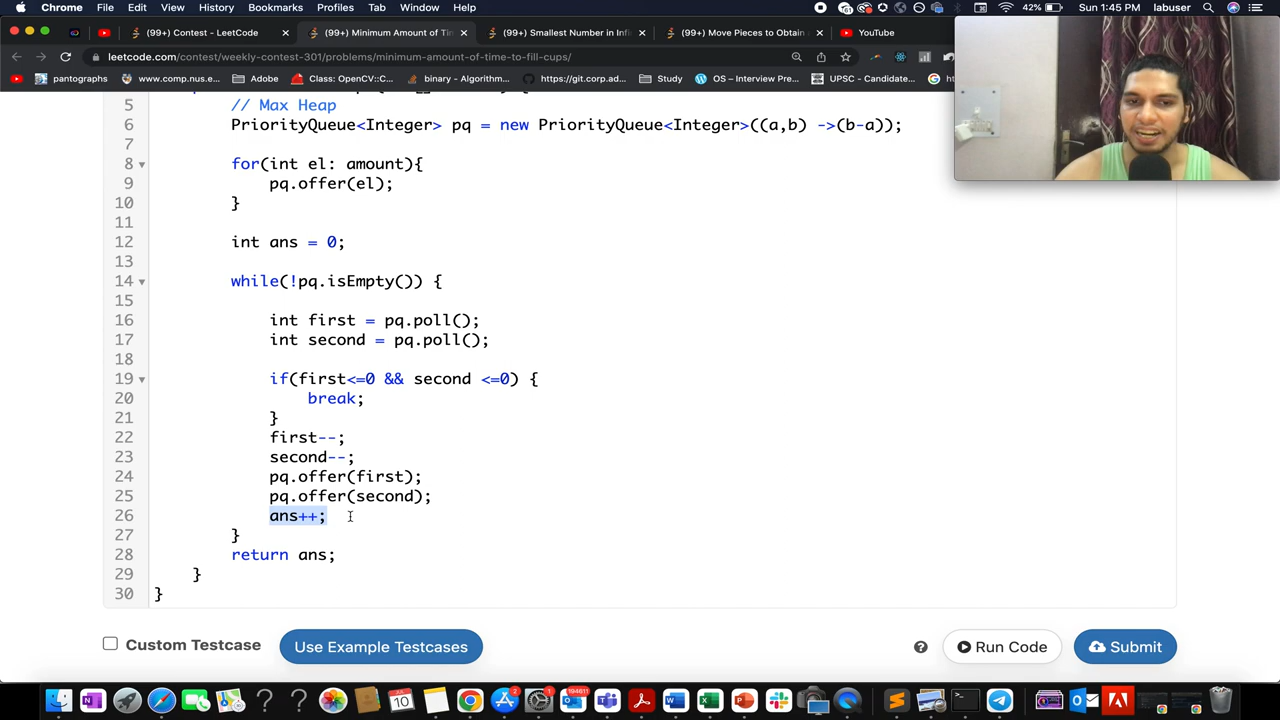 Chrome File Edit View History Bookmarks Profiles Tab Window Help 61 42% Sun 1:45 PM labuser
(99+) Contest - LeetCode × (99+) Minimum Amount of Ti × (99+) Smallest Number in Infi × (99+) Move Pieces to Obtain × YouTube
leetcode.com/contest/weekly-contest-301/problems/minimum-amount-of-time-to-fill-cups/
pantographs www.comp.nus.e... Adobe Class: OpenCV::C... binary - Algorithm... https://git.corp.ad... Study OS – Interview Pre... UPSC - Candidate...
5 // Max Heap
6 PriorityQueue<Integer> pq = new PriorityQueue<Integer>((a,b) ->(b-a));
7
8 for(int el: amount){
9 pq.offer(el);
10 }
11
12 int ans = 0;
13
14 while(!pq.isEmpty()) {
15
16 int first = pq.poll();
17 int second = pq.poll();
18
19 if(first<=0 && second <=0) {
20 break;
21 }
22 first--;
23 second--;
24 pq.offer(first);
25 pq.offer(second);
26 ans++;
27 }
28 return ans;
29 }
30 }
Custom Testcase Use Example Testcases ? Run Code Submit